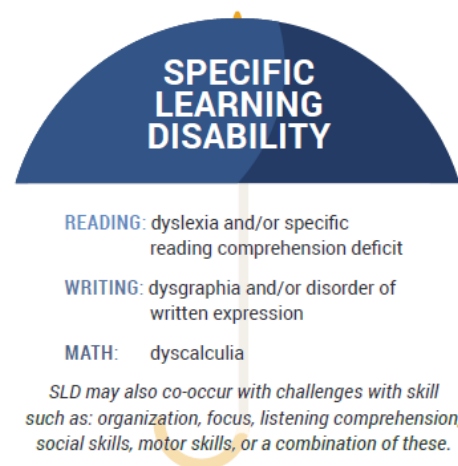 SPECIFIC
LEARNING
DISABILITY
READING: dyslexia and/or specific
reading comprehension deficit
WRITING: dysgraphia and/or disorder of
written expression
MATH: dyscalculia
SLD may also co-occur with challenges with skill
such as: organization, focus, listening comprehension,
social skills, motor skills, or a combination of these.